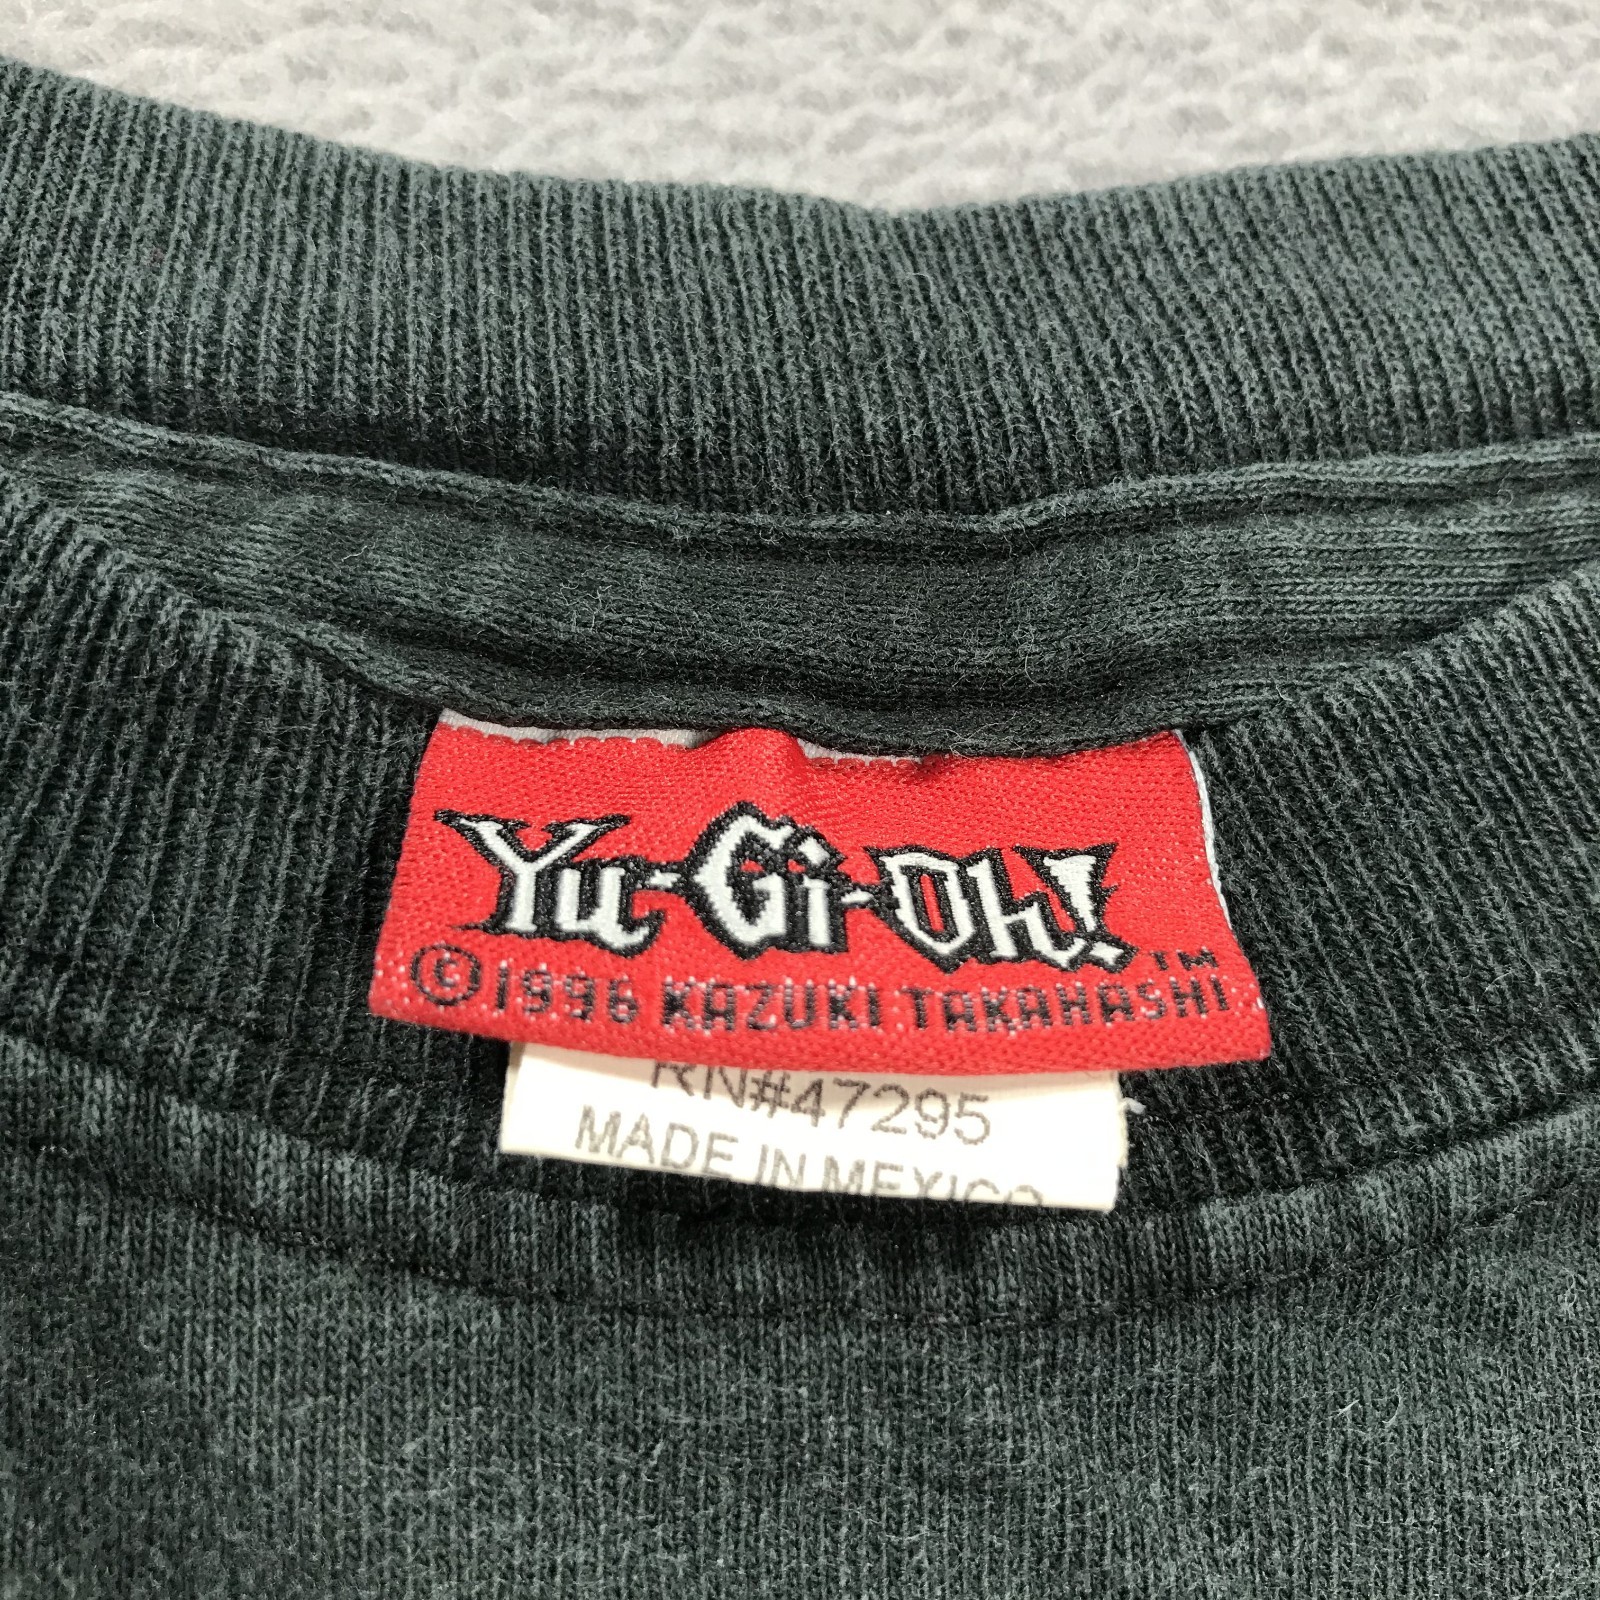 Yu-Gi-Oh!™
©1996 KAZUKI TAKAHASHI
RN#47295
MADE IN MEXICO